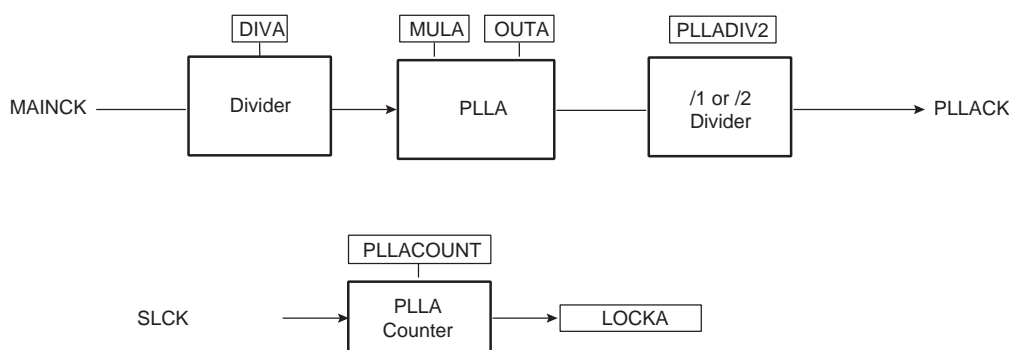 DIVA
MULA
OUTA
PLLADIV2
MAINCK
Divider
PLLA
/1 or /2
Divider
PLLACK
PLLACOUNT
SLCK
PLLA
Counter
LOCKA